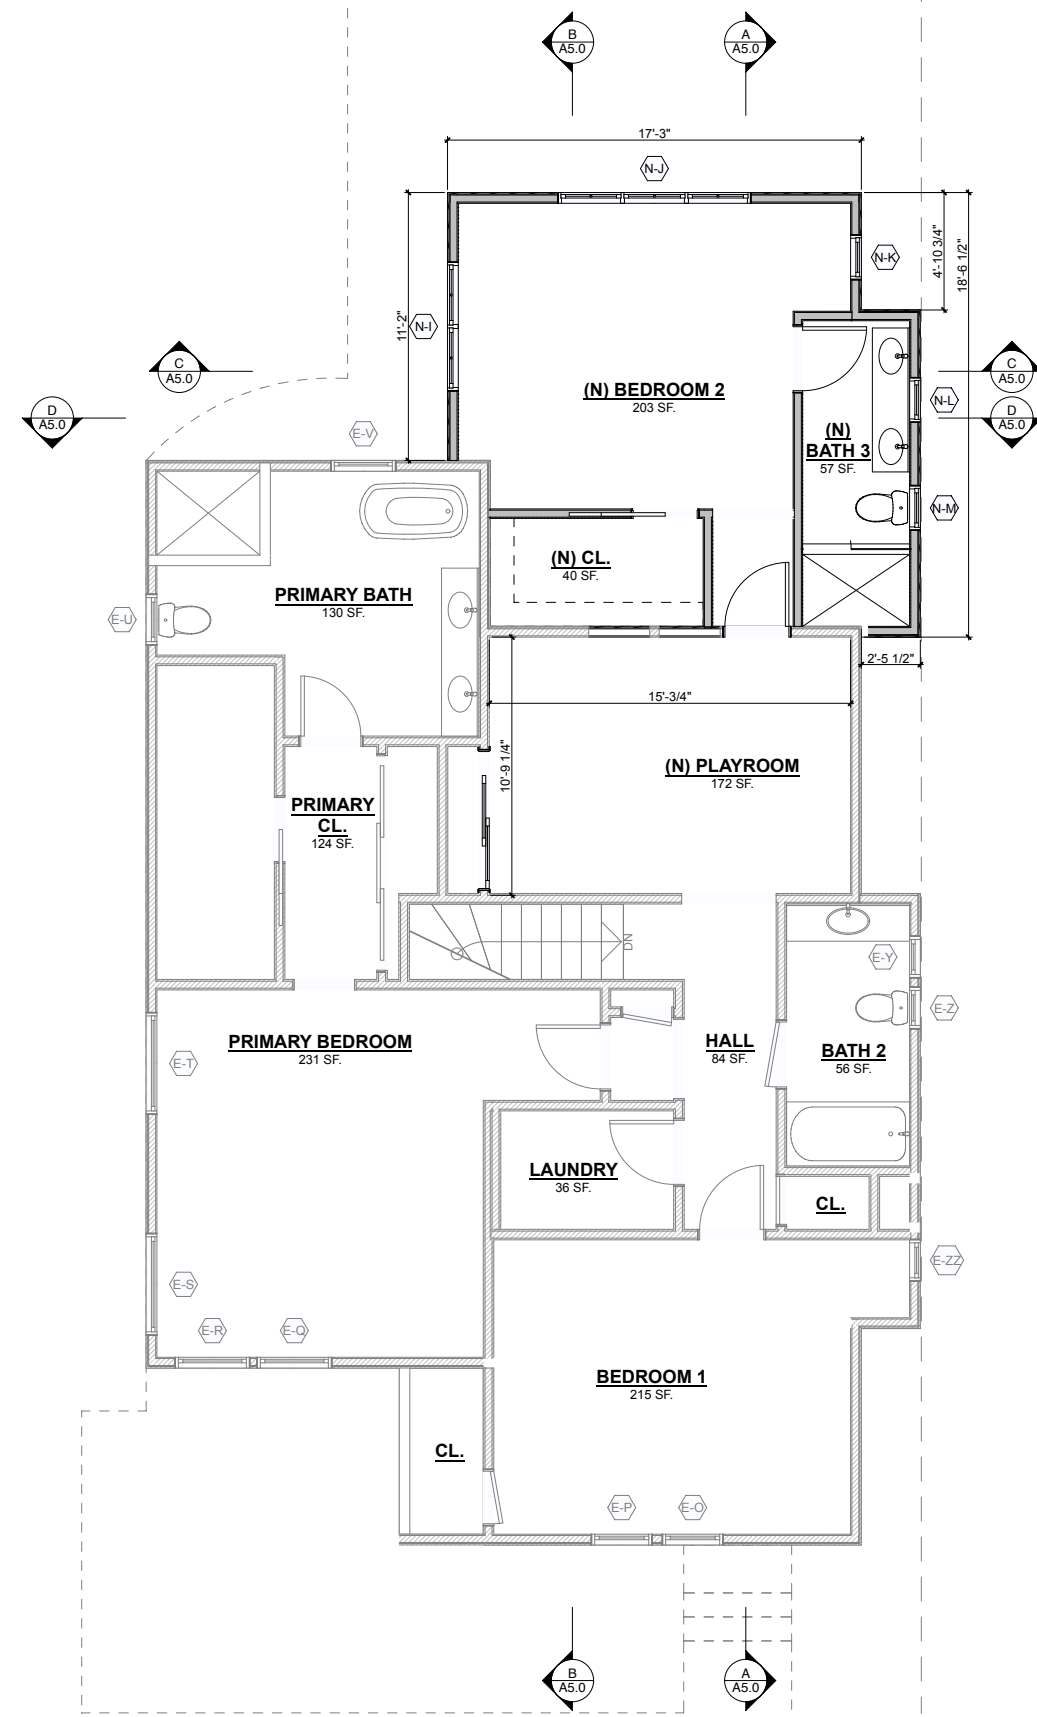 B
A5.0
A
A5.0
17'-3"
N-J
4'-10 3/4"
18'-6 1/2"
N-K
11'-2"
N-I
C
A5.0
C
A5.0
D
A5.0
D
A5.0
(N) BEDROOM 2
203 SF.
N-L
E-V
(N)
BATH 3
57 SF.
N-M
(N) CL.
40 SF.
PRIMARY BATH
130 SF.
E-U
2'-5 1/2"
15'-3/4"
10'-9 1/4"
(N) PLAYROOM
172 SF.
PRIMARY
CL.
124 SF.
DN
E-Y
E-Z
PRIMARY BEDROOM
231 SF.
E-T
HALL
84 SF.
BATH 2
56 SF.
LAUNDRY
36 SF.
CL.
E-ZZ
E-S
E-R
E-Q
BEDROOM 1
215 SF.
CL.
E-P
E-O
B
A5.0
A
A5.0